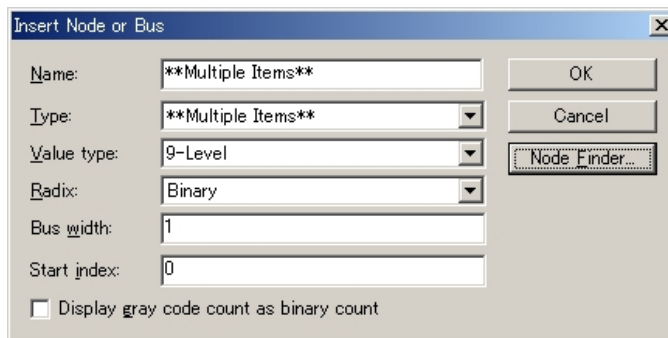 Insert Node or Bus
Name: **Multiple Items** OK
Type: **Multiple Items** Cancel
Value type: 9-Level Node Finder...
Radix: Binary
Bus width: 1
Start index: 0
Display gray code count as binary count